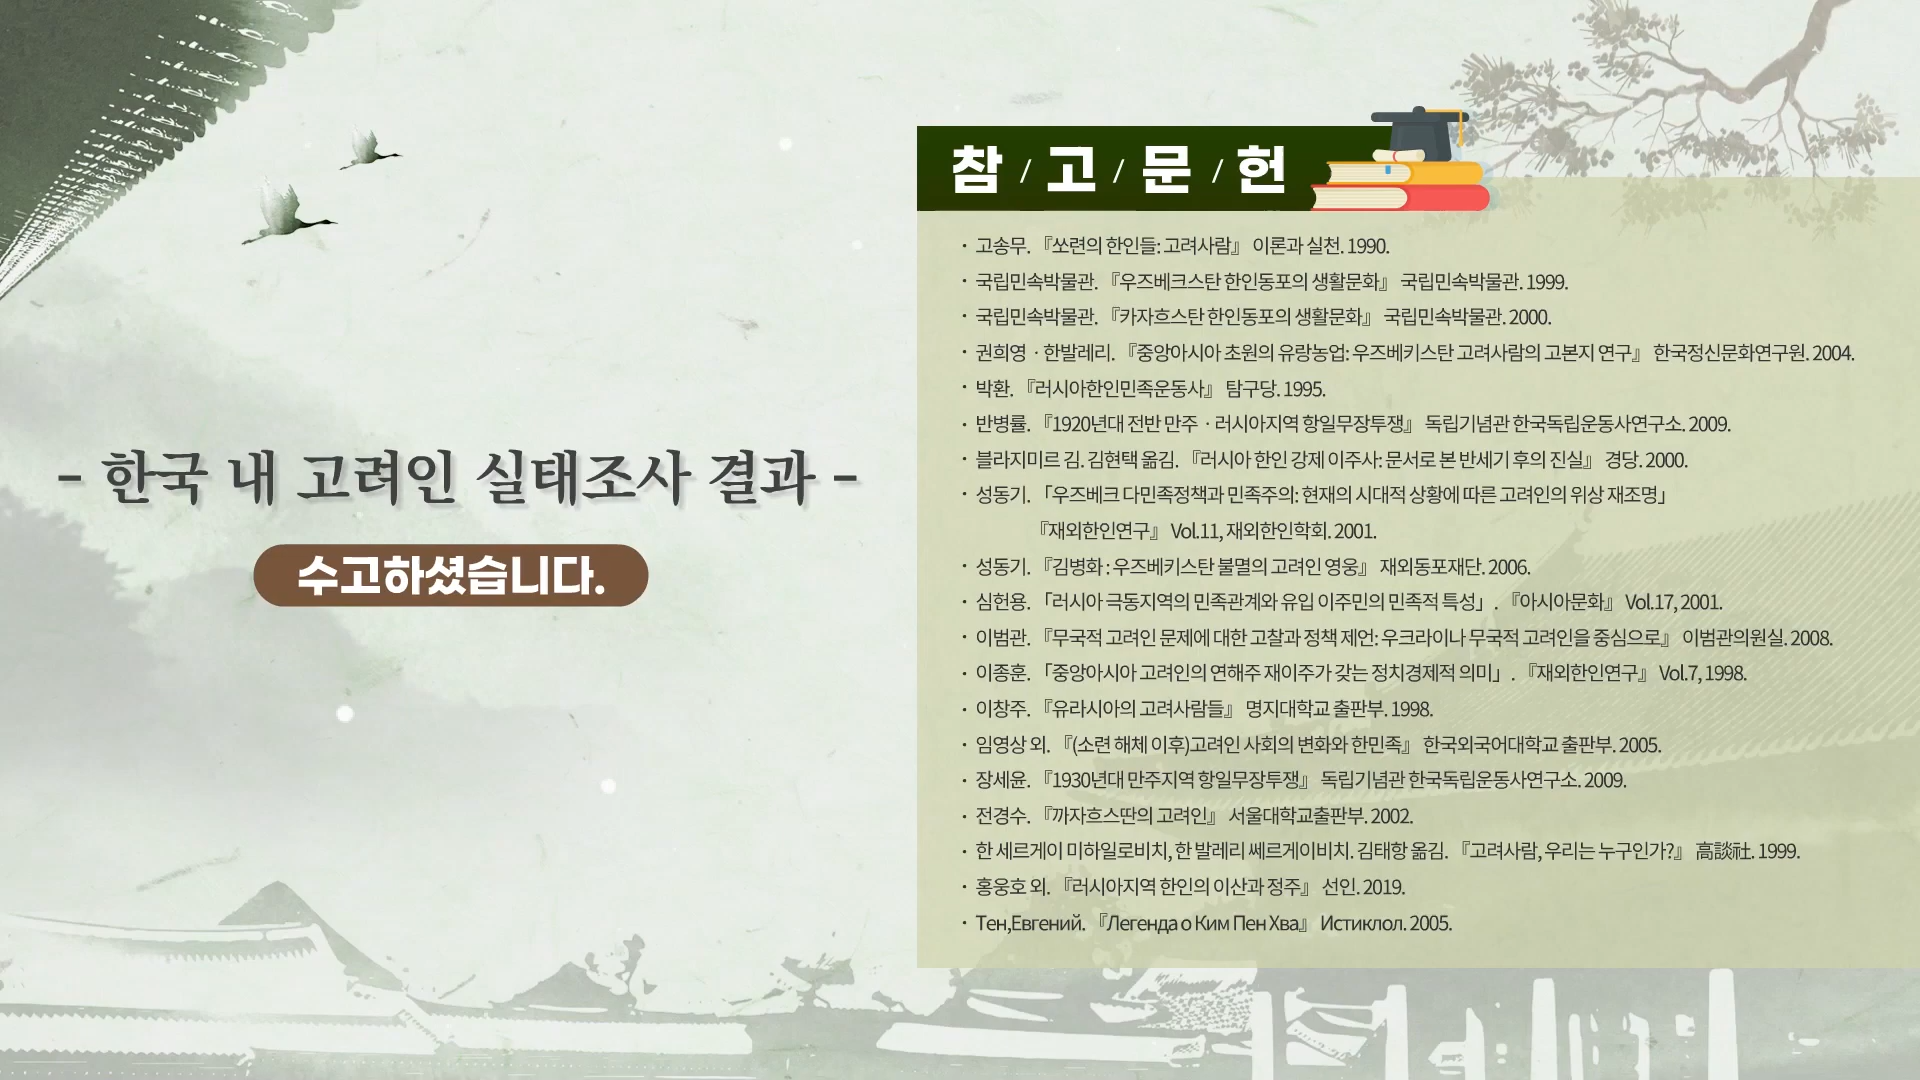 - 한국 내 고려인 실태조사 결과 -
수고하셨습니다.
참 / 고 / 문 / 헌
· 고송무. 『쏘련의 한인들: 고려사람』 이론과 실천. 1990.
· 국립민속박물관. 『우즈베크스탄 한인동포의 생활문화』 국립민속박물관. 1999.
· 국립민속박물관. 『카자흐스탄 한인동포의 생활문화』 국립민속박물관. 2000.
· 권희영 · 한발레리. 『중앙아시아 초원의 유랑농업: 우즈베키스탄 고려사람의 고본지 연구』 한국정신문화연구원. 2004.
· 박환. 『러시아한인민족운동사』 탐구당. 1995.
· 반병률. 『1920년대 전반 만주 · 러시아지역 항일무장투쟁』 독립기념관 한국독립운동사연구소. 2009.
· 블라지미르 김. 김현택 옮김. 『러시아 한인 강제 이주사: 문서로 본 반세기 후의 진실』 경당. 2000.
· 성동기. 「우즈베크 다민족정책과 민족주의: 현재의 시대적 상황에 따른 고려인의 위상 재조명」
『재외한인연구』 Vol.11, 재외한인학회. 2001.
· 성동기. 『김병화 : 우즈베키스탄 불멸의 고려인 영웅』 재외동포재단. 2006.
· 심헌용. 「러시아 극동지역의 민족관계와 유입 이주민의 민족적 특성」. 『아시아문화』 Vol.17, 2001.
· 이범관. 『무국적 고려인 문제에 대한 고찰과 정책 제언: 우크라이나 무국적 고려인을 중심으로』 이범관의원실. 2008.
· 이종훈. 「중앙아시아 고려인의 연해주 재이주가 갖는 정치경제적 의미」. 『재외한인연구』 Vol.7, 1998.
· 이창주. 『유라시아의 고려사람들』 명지대학교 출판부. 1998.
· 임영상 외. 『(소련 해체 이후)고려인 사회의 변화와 한민족』 한국외국어대학교 출판부. 2005.
· 장세윤. 『1930년대 만주지역 항일무장투쟁』 독립기념관 한국독립운동사연구소. 2009.
· 전경수. 『까자흐스딴의 고려인』 서울대학교출판부. 2002.
· 한 세르게이 미하일로비치, 한 발레리 쎄르게이비치. 김태항 옮김. 『고려사람, 우리는 누구인가?』 高談社. 1999.
· 홍웅호 외. 『러시아지역 한인의 이산과 정주』 선인. 2019.
· Тен,Евгений. 『Легенда о Ким Пен Хва』 Истиклол. 2005.